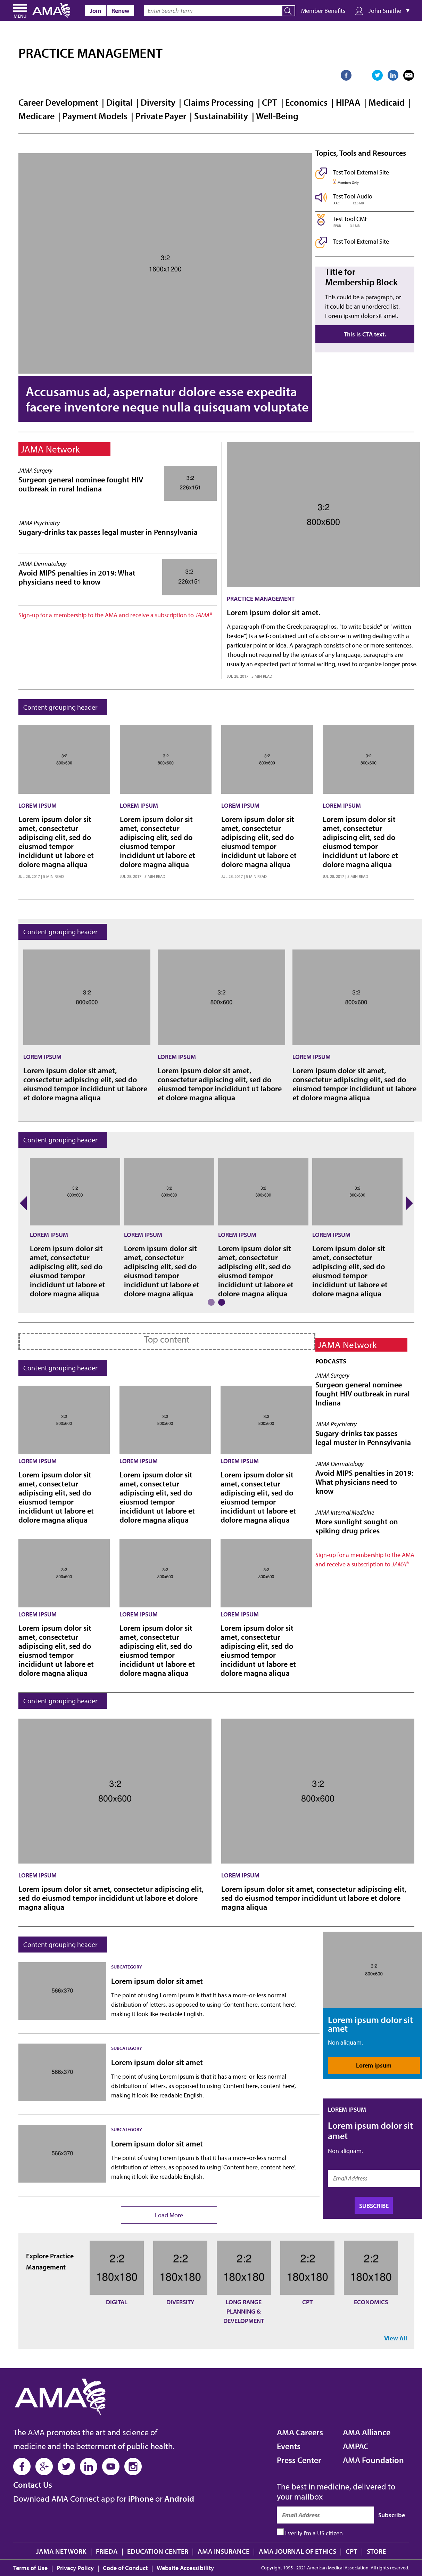 MENU
AMA
Join
Renew
Enter Search Term
Member Benefits
John Smithe
PRACTICE MANAGEMENT
Career Development | Digital | Diversity | Claims Processing | CPT | Economics | HIPAA | Medicaid |
Medicare | Payment Models | Private Payer | Sustainability | Well-Being
3:2
1600x1200
Accusamus ad, aspernatur dolore esse expedita
facere inventore neque nulla quisquam voluptate
Topics, Tools and Resources
Test Tool External Site
Members Only
Test Tool Audio
Test tool CME
Test Tool External Site
Title for
Membership Block
This could be a paragraph, or
it could be an unordered list.
Lorem ipsum dolor sit amet.
This is CTA text.
JAMA Network
JAMA Surgery
Surgeon general nominee fought HIV
outbreak in rural Indiana
3:2
226x151
JAMA Psychiatry
Sugary-drinks tax passes legal muster in Pennsylvania
JAMA Dermatology
Avoid MIPS penalties in 2019: What
physicians need to know
3:2
226x151
Sign-up for a membership to the AMA and receive a subscription to JAMA®
3:2
800x600
PRACTICE MANAGEMENT
Lorem ipsum dolor sit amet.
A paragraph (from the Greek paragraphos, "to write beside" or "written
beside") is a self-contained unit of a discourse in writing dealing with a
particular point or idea. A paragraph consists of one or more sentences.
Though not required by the syntax of any language, paragraphs are
usually an expected part of formal writing, used to organize longer prose.
JUL 28, 2017 | 5 MIN READ
Content grouping header
3:2
800x600
3:2
800x600
3:2
800x600
3:2
800x600
LOREM IPSUM
Lorem ipsum dolor sit
amet, consectetur
adipiscing elit, sed do
eiusmod tempor
incididunt ut labore et
dolore magna aliqua
JUL 28, 2017 | 5 MIN READ
LOREM IPSUM
Lorem ipsum dolor sit
amet, consectetur
adipiscing elit, sed do
eiusmod tempor
incididunt ut labore et
dolore magna aliqua
JUL 28, 2017 | 5 MIN READ
LOREM IPSUM
Lorem ipsum dolor sit
amet, consectetur
adipiscing elit, sed do
eiusmod tempor
incididunt ut labore et
dolore magna aliqua
JUL 28, 2017 | 5 MIN READ
LOREM IPSUM
Lorem ipsum dolor sit
amet, consectetur
adipiscing elit, sed do
eiusmod tempor
incididunt ut labore et
dolore magna aliqua
JUL 28, 2017 | 5 MIN READ
Content grouping header
3:2
800x600
3:2
800x600
3:2
800x600
LOREM IPSUM
Lorem ipsum dolor sit amet,
consectetur adipiscing elit, sed do
eiusmod tempor incididunt ut labore
et dolore magna aliqua
LOREM IPSUM
Lorem ipsum dolor sit amet,
consectetur adipiscing elit, sed do
eiusmod tempor incididunt ut labore
et dolore magna aliqua
LOREM IPSUM
Lorem ipsum dolor sit amet,
consectetur adipiscing elit, sed do
eiusmod tempor incididunt ut labore
et dolore magna aliqua
Content grouping header
3:2
800x600
3:2
800x600
3:2
800x600
3:2
800x600
LOREM IPSUM
Lorem ipsum dolor sit
amet, consectetur
adipiscing elit, sed do
eiusmod tempor
incididunt ut labore et
dolore magna aliqua
LOREM IPSUM
Lorem ipsum dolor sit
amet, consectetur
adipiscing elit, sed do
eiusmod tempor
incididunt ut labore et
dolore magna aliqua
LOREM IPSUM
Lorem ipsum dolor sit
amet, consectetur
adipiscing elit, sed do
eiusmod tempor
incididunt ut labore et
dolore magna aliqua
LOREM IPSUM
Lorem ipsum dolor sit
amet, consectetur
adipiscing elit, sed do
eiusmod tempor
incididunt ut labore et
dolore magna aliqua
Top content
Content grouping header
3:2
800x600
3:2
800x600
3:2
800x600
LOREM IPSUM
Lorem ipsum dolor sit
amet, consectetur
adipiscing elit, sed do
eiusmod tempor
incididunt ut labore et
dolore magna aliqua
LOREM IPSUM
Lorem ipsum dolor sit
amet, consectetur
adipiscing elit, sed do
eiusmod tempor
incididunt ut labore et
dolore magna aliqua
LOREM IPSUM
Lorem ipsum dolor sit
amet, consectetur
adipiscing elit, sed do
eiusmod tempor
incididunt ut labore et
dolore magna aliqua
3:2
800x600
3:2
800x600
3:2
800x600
LOREM IPSUM
Lorem ipsum dolor sit
amet, consectetur
adipiscing elit, sed do
eiusmod tempor
incididunt ut labore et
dolore magna aliqua
LOREM IPSUM
Lorem ipsum dolor sit
amet, consectetur
adipiscing elit, sed do
eiusmod tempor
incididunt ut labore et
dolore magna aliqua
LOREM IPSUM
Lorem ipsum dolor sit
amet, consectetur
adipiscing elit, sed do
eiusmod tempor
incididunt ut labore et
dolore magna aliqua
JAMA Network
PODCASTS
JAMA Surgery
Surgeon general nominee
fought HIV outbreak in rural
Indiana
JAMA Psychiatry
Sugary-drinks tax passes
legal muster in Pennsylvania
JAMA Dermatology
Avoid MIPS penalties in 2019:
What physicians need to
know
JAMA Internal Medicine
More sunlight sought on
spiking drug prices
Sign-up for a membership to the AMA
and receive a subscription to JAMA®
Content grouping header
3:2
800x600
3:2
800x600
LOREM IPSUM
Lorem ipsum dolor sit amet, consectetur adipiscing elit,
sed do eiusmod tempor incididunt ut labore et dolore
magna aliqua
LOREM IPSUM
Lorem ipsum dolor sit amet, consectetur adipiscing elit,
sed do eiusmod tempor incididunt ut labore et dolore
magna aliqua
Content grouping header
566x370
SUBCATEGORY
Lorem ipsum dolor sit amet
The point of using Lorem Ipsum is that it has a more-or-less normal
distribution of letters, as opposed to using 'Content here, content here',
making it look like readable English.
566x370
SUBCATEGORY
Lorem ipsum dolor sit amet
The point of using Lorem Ipsum is that it has a more-or-less normal
distribution of letters, as opposed to using 'Content here, content here',
making it look like readable English.
566x370
SUBCATEGORY
Lorem ipsum dolor sit amet
The point of using Lorem Ipsum is that it has a more-or-less normal
distribution of letters, as opposed to using 'Content here, content here',
making it look like readable English.
Load More
3:2
800x600
Lorem ipsum dolor sit
amet
Non aliquam.
Lorem ipsum
LOREM IPSUM
Lorem ipsum dolor sit
amet
Non aliquam.
Email Address
SUBSCRIBE
Explore Practice
Management
2:2
180x180
2:2
180x180
2:2
180x180
2:2
180x180
2:2
180x180
DIGITAL
DIVERSITY
LONG RANGE
PLANNING &
DEVELOPMENT
CPT
ECONOMICS
View All
AMA
The AMA promotes the art and science of
medicine and the betterment of public health.
Contact Us
Download AMA Connect app for iPhone or Android
AMA Careers
Events
Press Center
AMA Alliance
AMPAC
AMA Foundation
The best in medicine, delivered to
your mailbox
Email Address
Subscribe
I verify I'm a US citizen
JAMA NETWORK | FRIEDA | EDUCATION CENTER | AMA INSURANCE | AMA JOURNAL OF ETHICS | CPT | STORE
Terms of Use | Privacy Policy | Code of Conduct | Website Accessibility
Copyright 1995 - 2021 American Medical Association. All rights reserved.